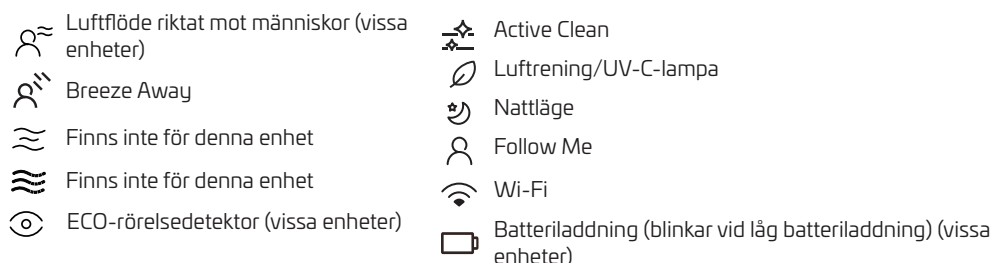 Luftflöde riktat mot människor (vissa
enheter)
Breeze Away
Finns inte för denna enhet
Finns inte för denna enhet
ECO-rörelsedetektor (vissa enheter)
Active Clean
Luftrening/UV-C-lampa
Nattläge
Follow Me
Wi-Fi
Batteriladdning (blinkar vid låg batteriladdning) (vissa
enheter)